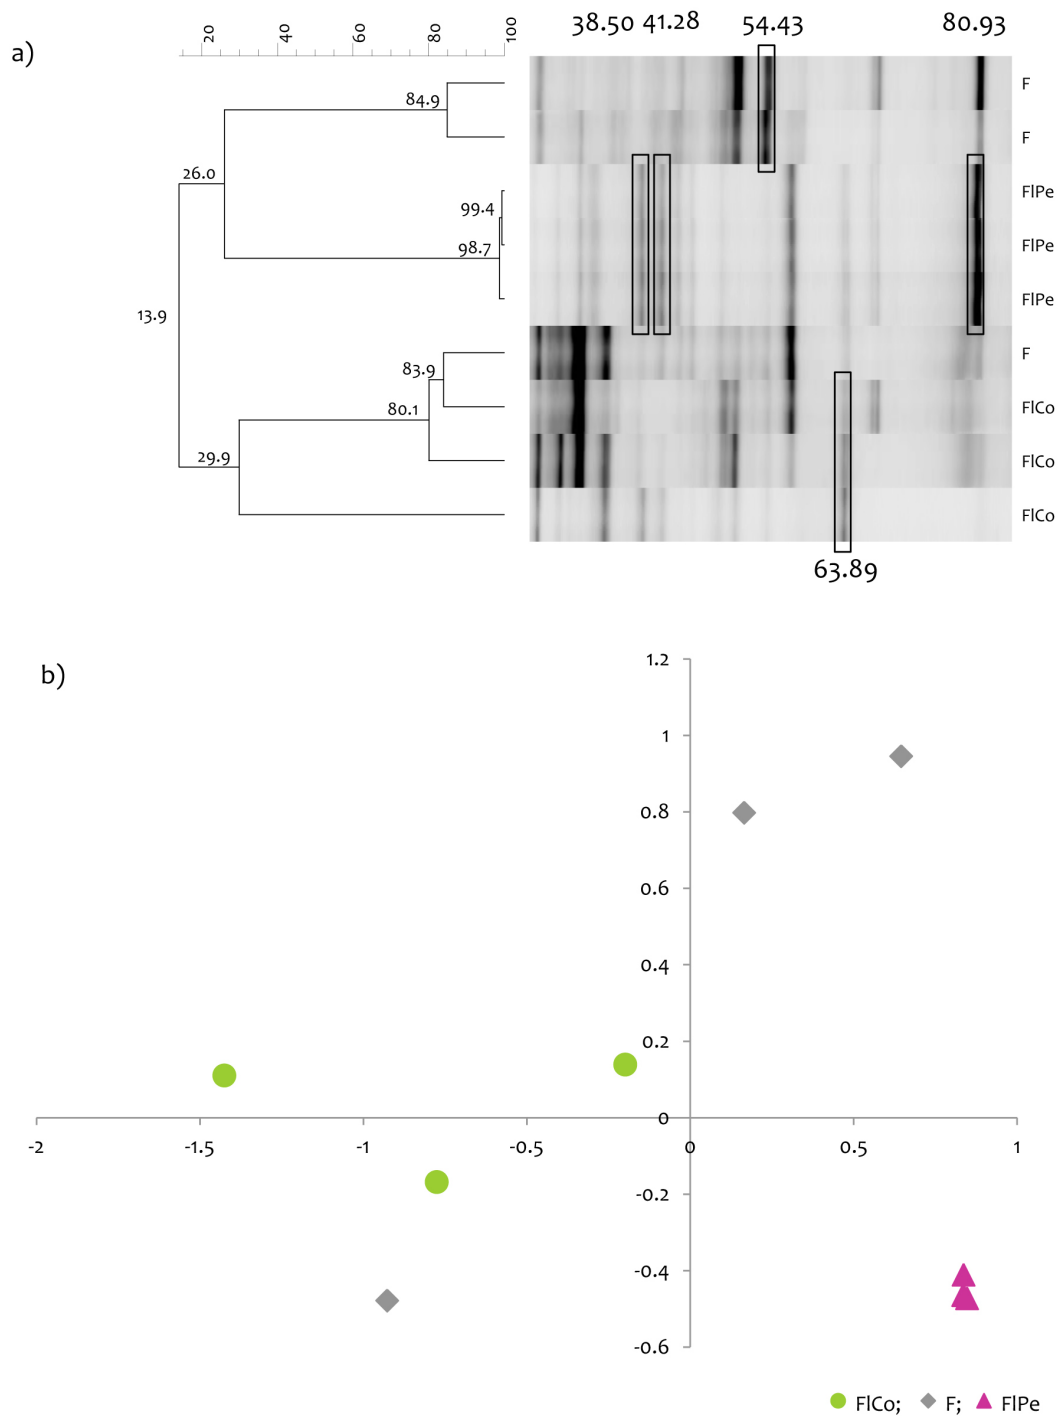 a)
20 40 60 80 100
38.50 41.28 54.43 80.93
F
84.9
F
26.0
FlPe
99.4
FlPe
98.7
FlPe
13.9
F
83.9
FlCo
80.1
FlCo
29.9
FlCo
63.89
b)
1.2
1
0.8
0.6
0.4
0.2
0
-2 -1.5 -1 -0.5 0 0.5 1
-0.2
-0.4
-0.6
FlCo; F; FlPe